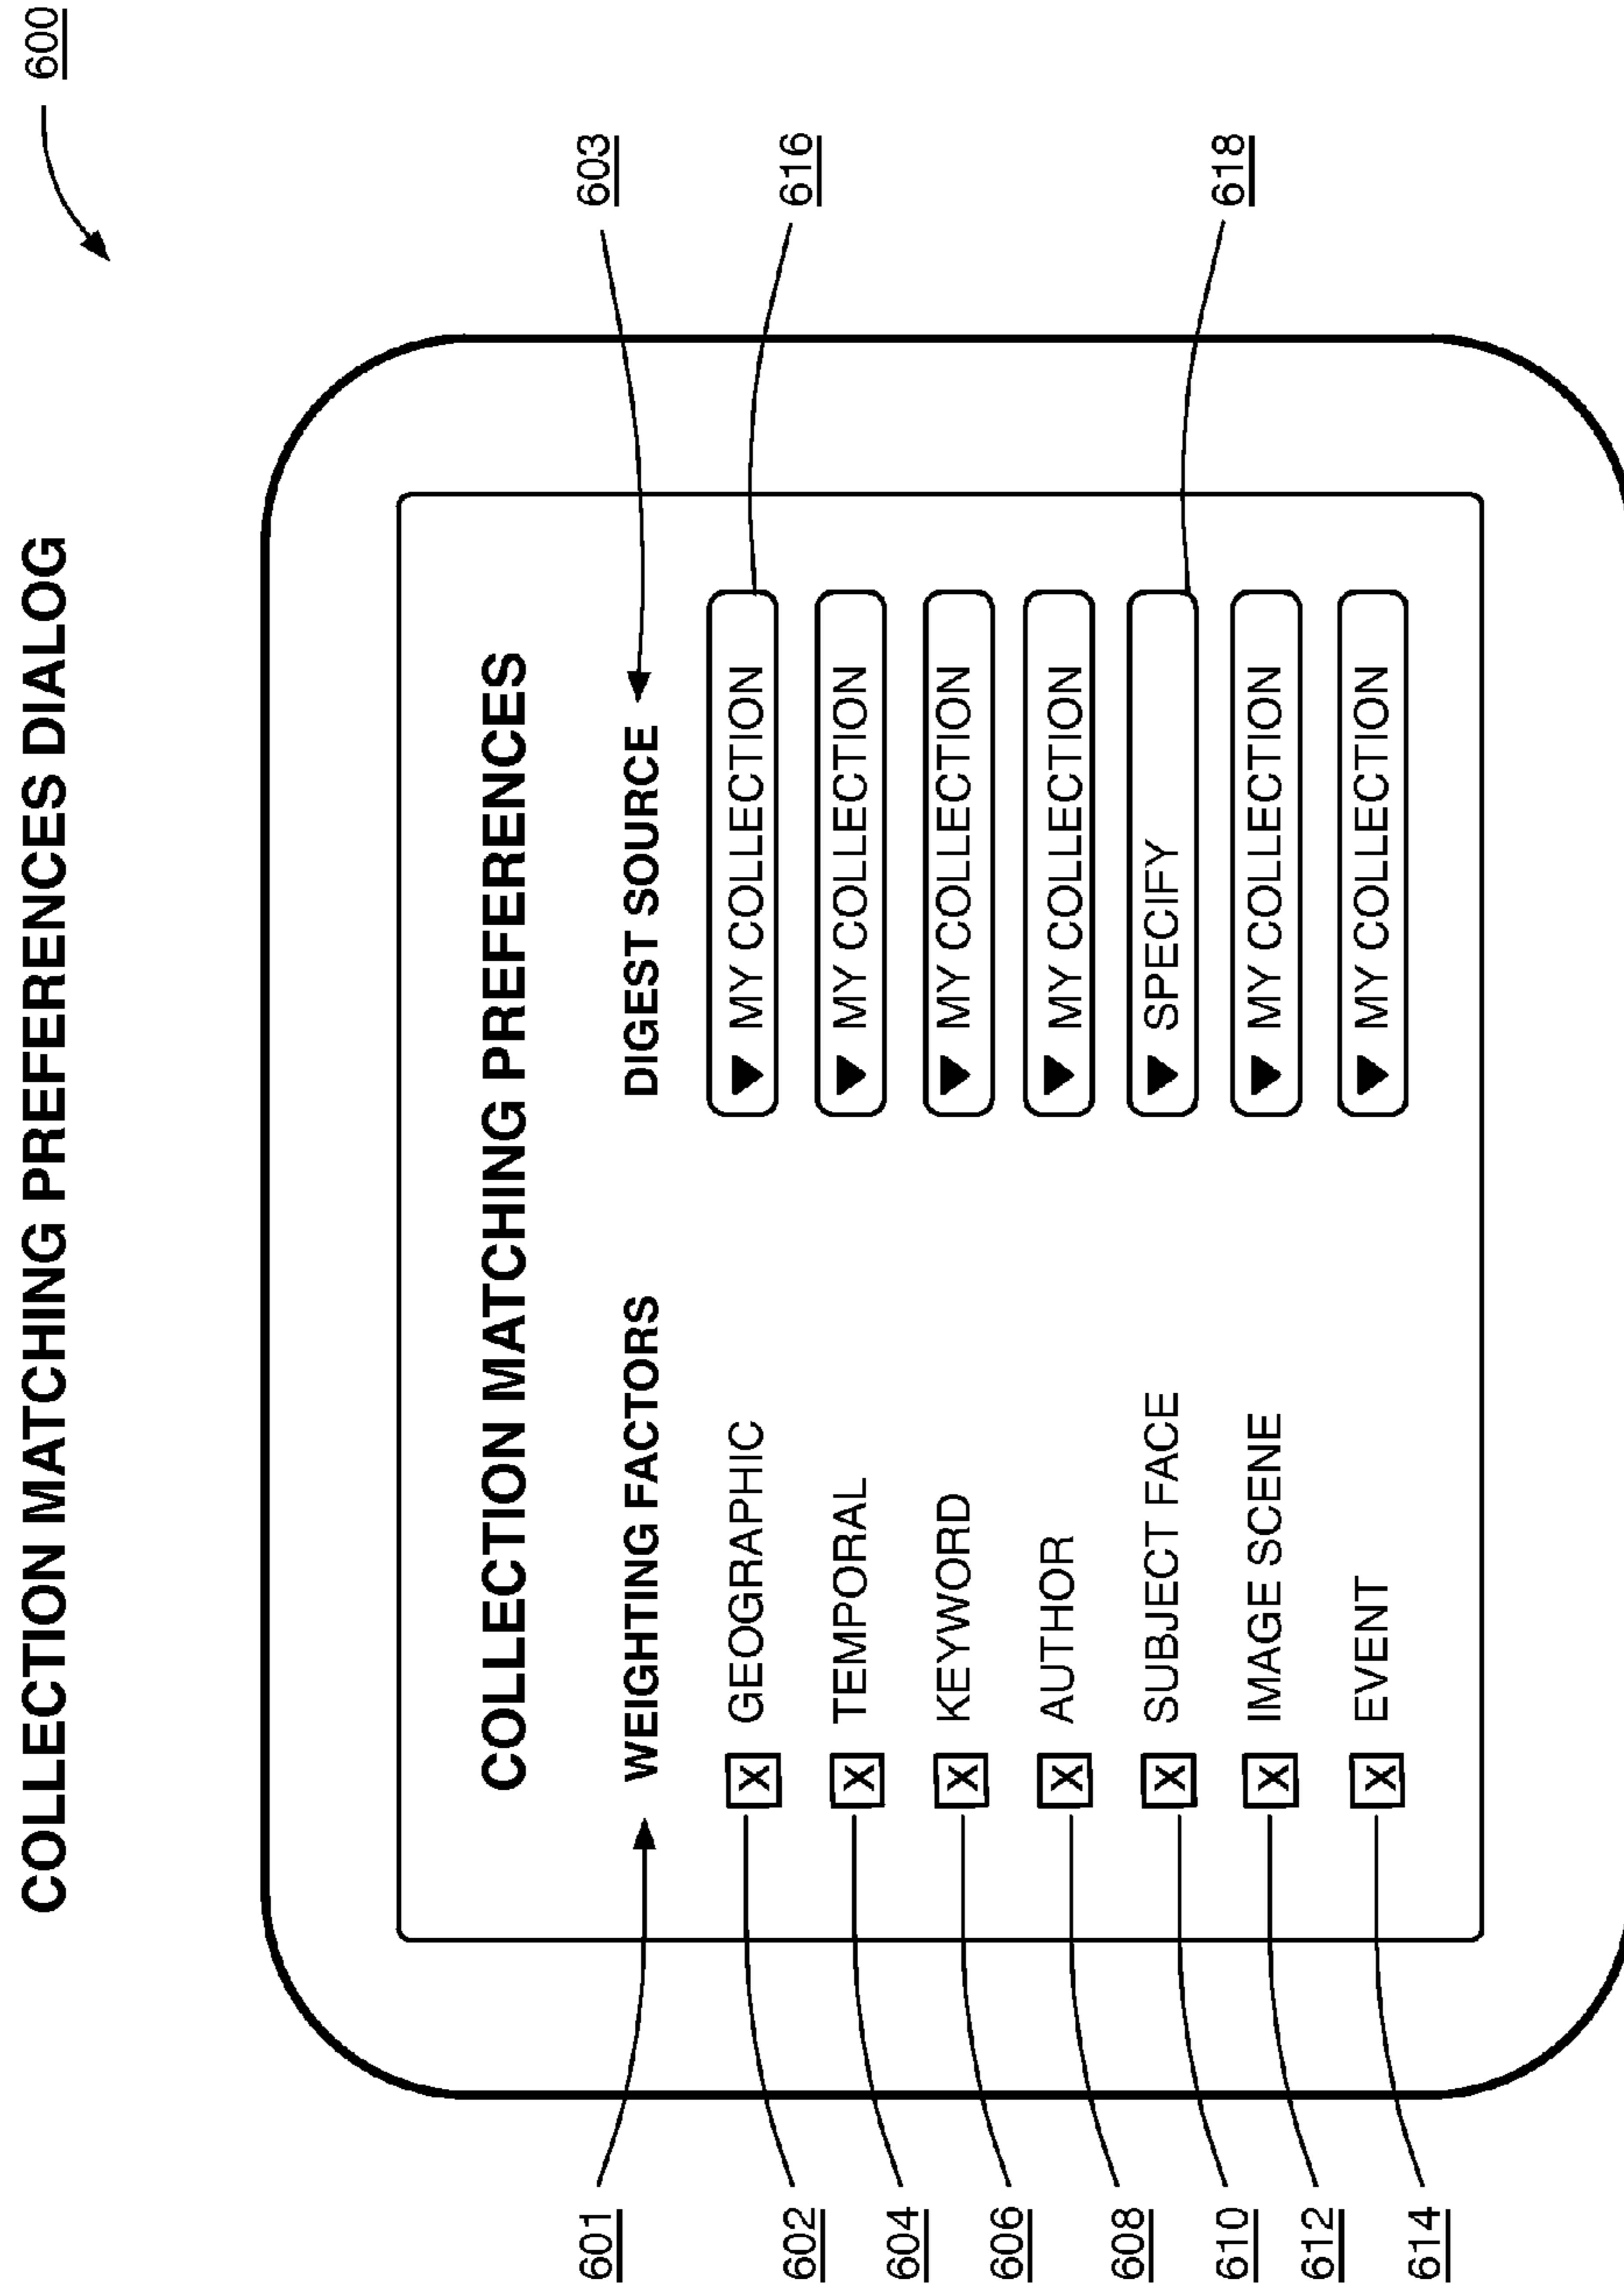 COLLECTION MATCHING PREFERENCES DIALOG
600
COLLECTION MATCHING PREFERENCES
601 WEIGHTING FACTORS DIGEST SOURCE 603
602 X GEOGRAPHIC MY COLLECTION 616
604 X TEMPORAL MY COLLECTION
606 X KEYWORD MY COLLECTION
608 X AUTHOR MY COLLECTION
610 X SUBJECT FACE SPECIFY 618
612 X IMAGE SCENE MY COLLECTION
614 X EVENT MY COLLECTION